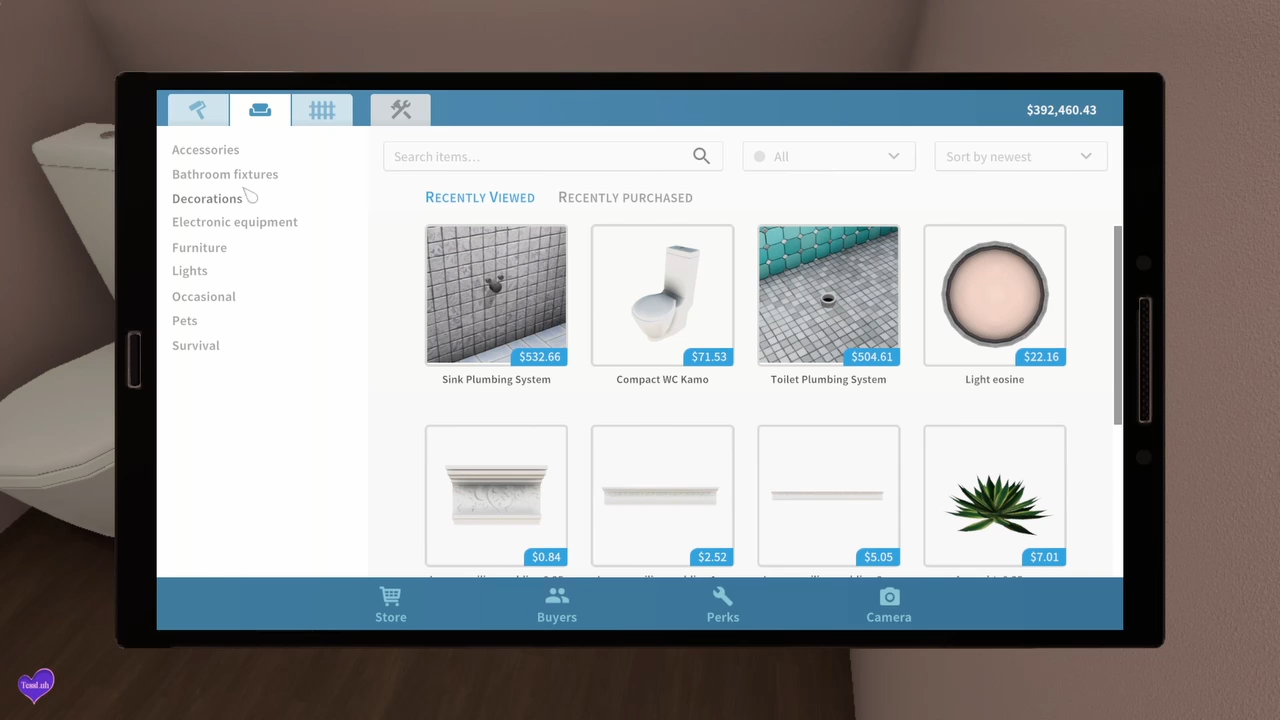 $392,460.43
Search items...
All
Sort by newest
Accessories
Bathroom fixtures
Decorations
Electronic equipment
Furniture
Lights
Occasional
Pets
Survival
RECENTLY VIEWED
RECENTLY PURCHASED
$532.66
$71.53
$504.61
$22.16
Sink Plumbing System
Compact WC Kamo
Toilet Plumbing System
Light eosine
$0.84
$2.52
$5.05
$7.01
Store
Buyers
Perks
Camera